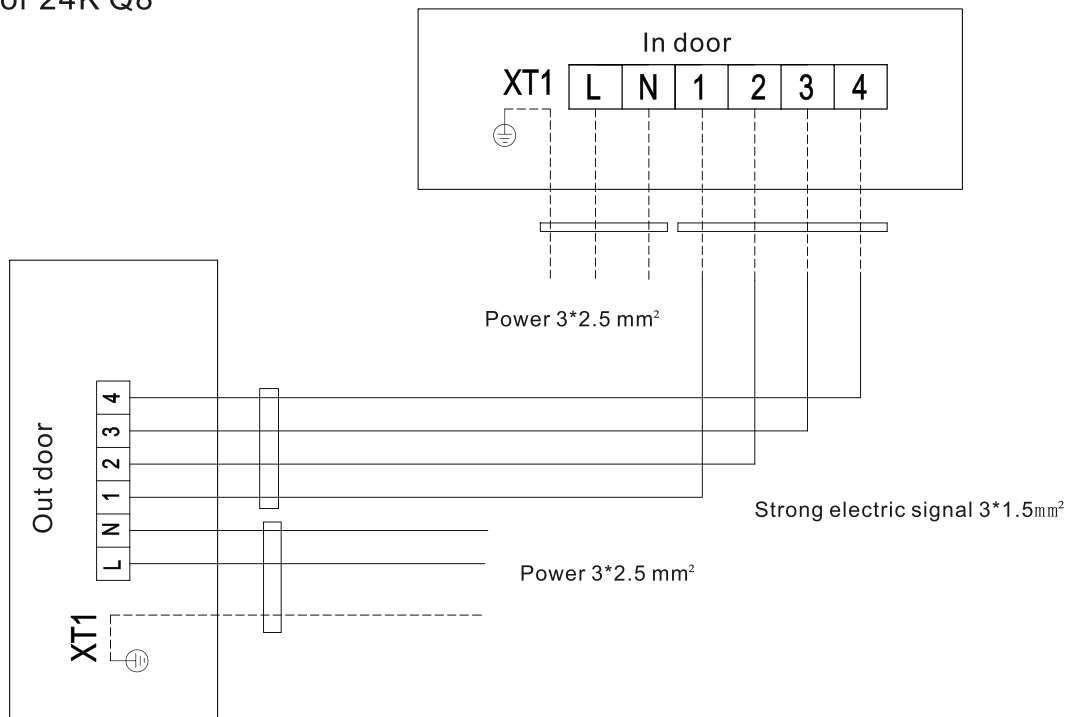 or 24K Q8
In door
XT1 L N 1 2 3 4
Power 3*2.5 mm²
Out door
4
3
2
1
N
L
XT1
Strong electric signal 3*1.5mm²
Power 3*2.5 mm²